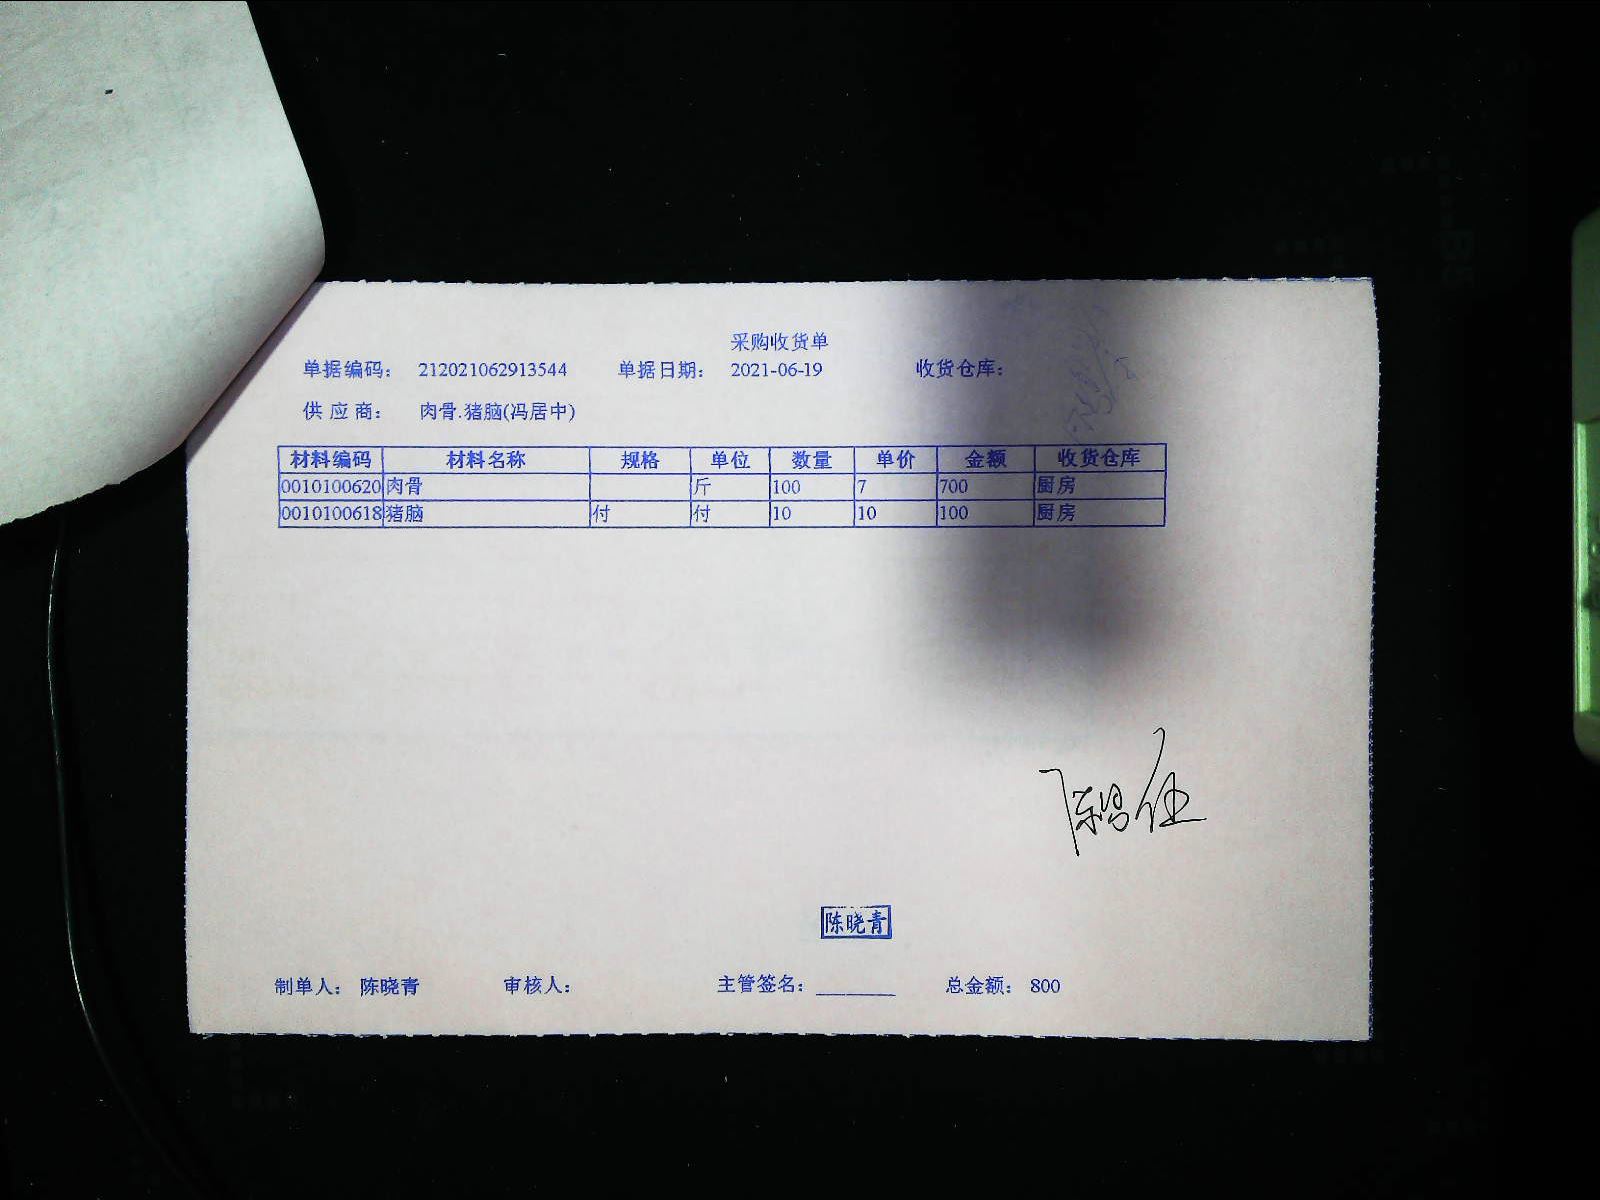 采购收货单
单据编码: 212021062913544 单据日期: 2021-06-19 收货仓库:
供应商: 肉骨.猪脑(冯居中)
材料编码 材料名称 规格 单位 数量 单价 金额 收货仓库
0010100620 肉骨 斤 100 7 700 厨房
0010100618 猪脑 付 付 10 10 100 厨房
陈晓青
制单人: 陈晓青 审核人: 主管签名: 总金额: 800